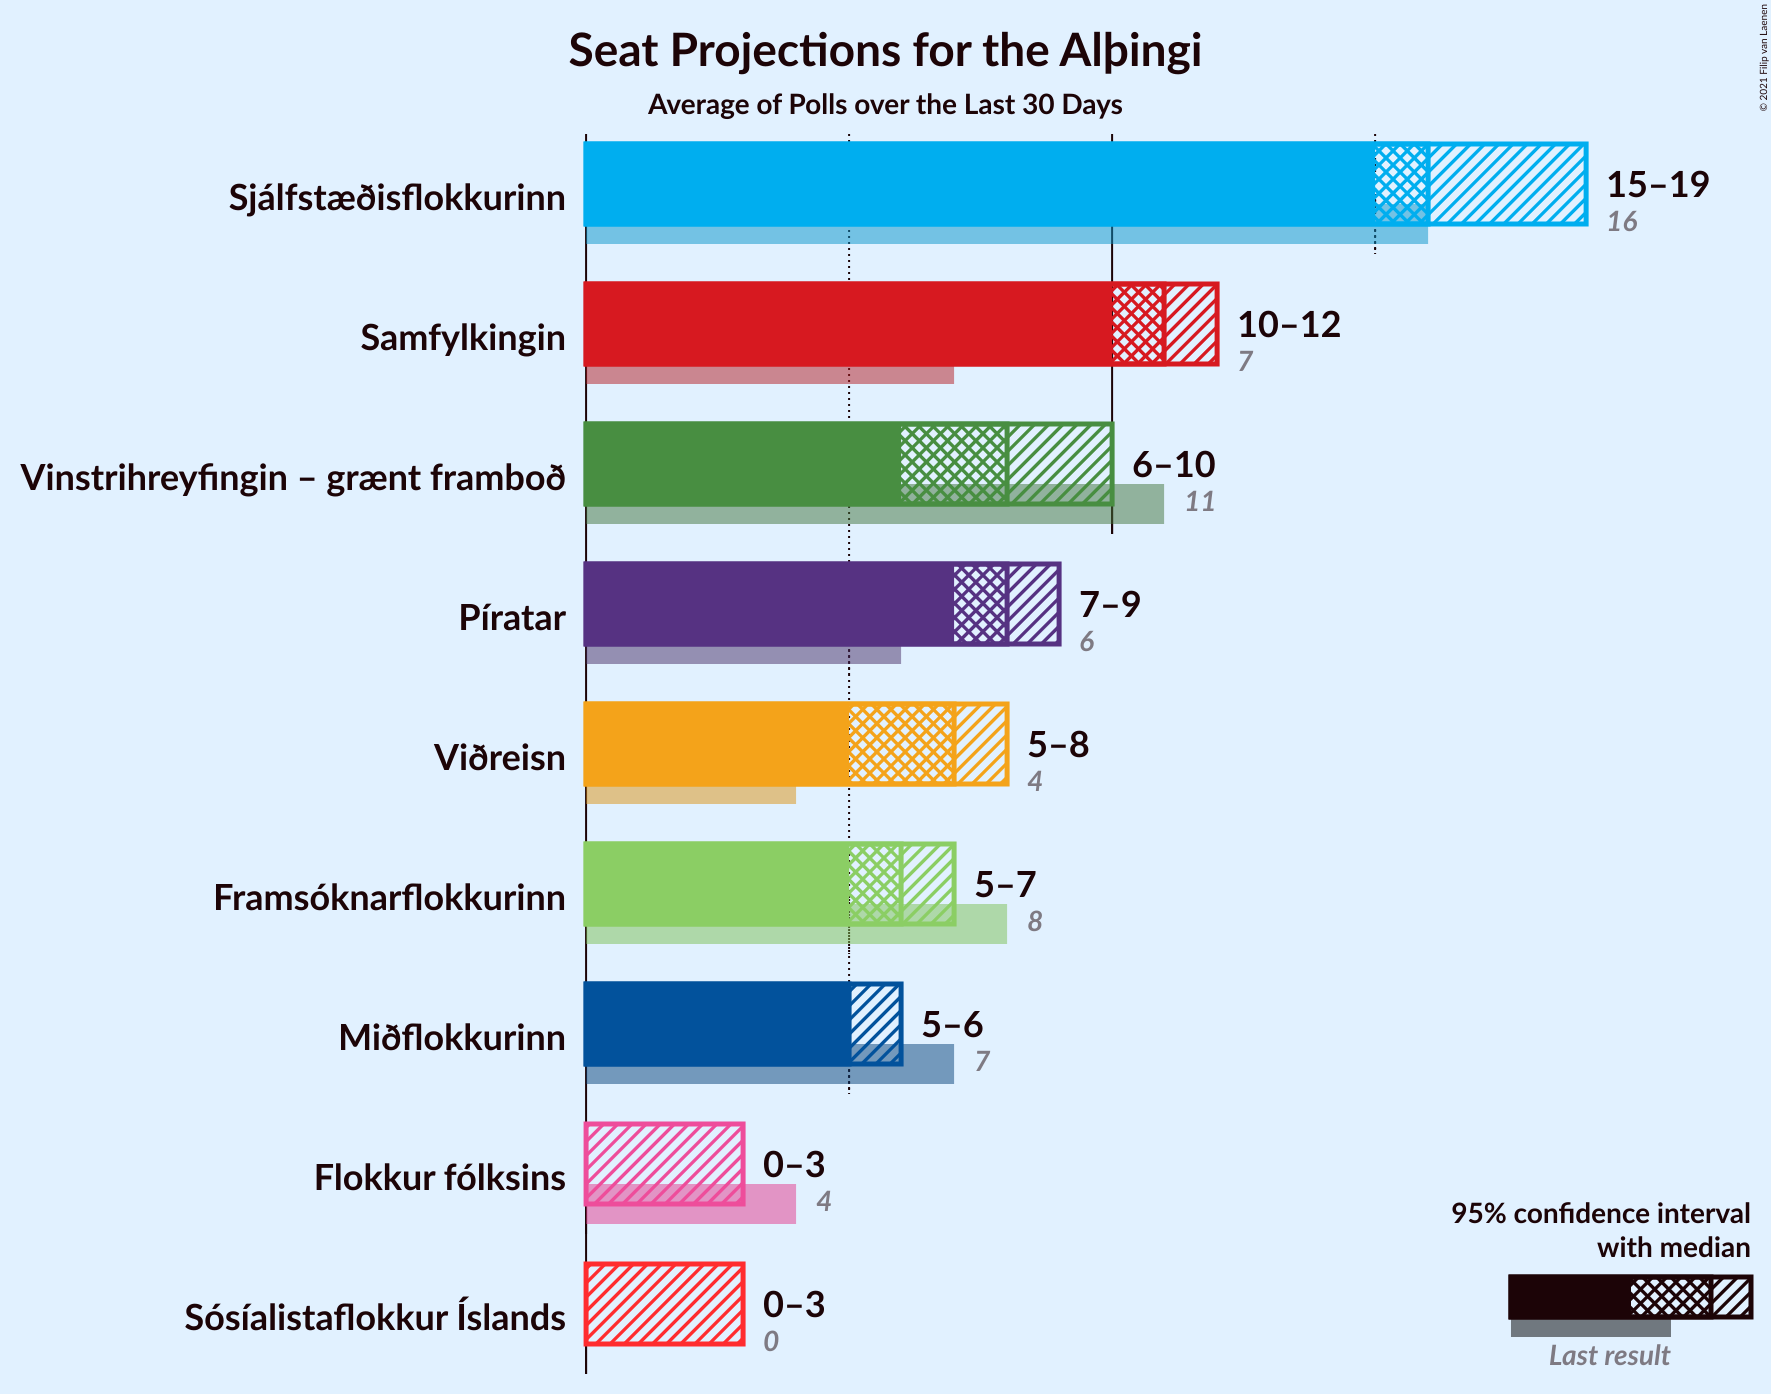 Seat Projections for the Alþingi
Average of Polls over the Last 30 Days
© 2021 Filip van Laenen
Sjálfstæðisflokkurinn
15–19
16
Samfylkingin
10–12
7
Vinstrihreyfingin – grænt framboð
6–10
11
Píratar
7–9
6
Viðreisn
5–8
4
Framsóknarflokkurinn
5–7
8
Miðflokkurinn
5–6
7
Flokkur fólksins
0–3
4
Sósíalistaflokkur Íslands
0–3
0
95% confidence interval
with median
Last result